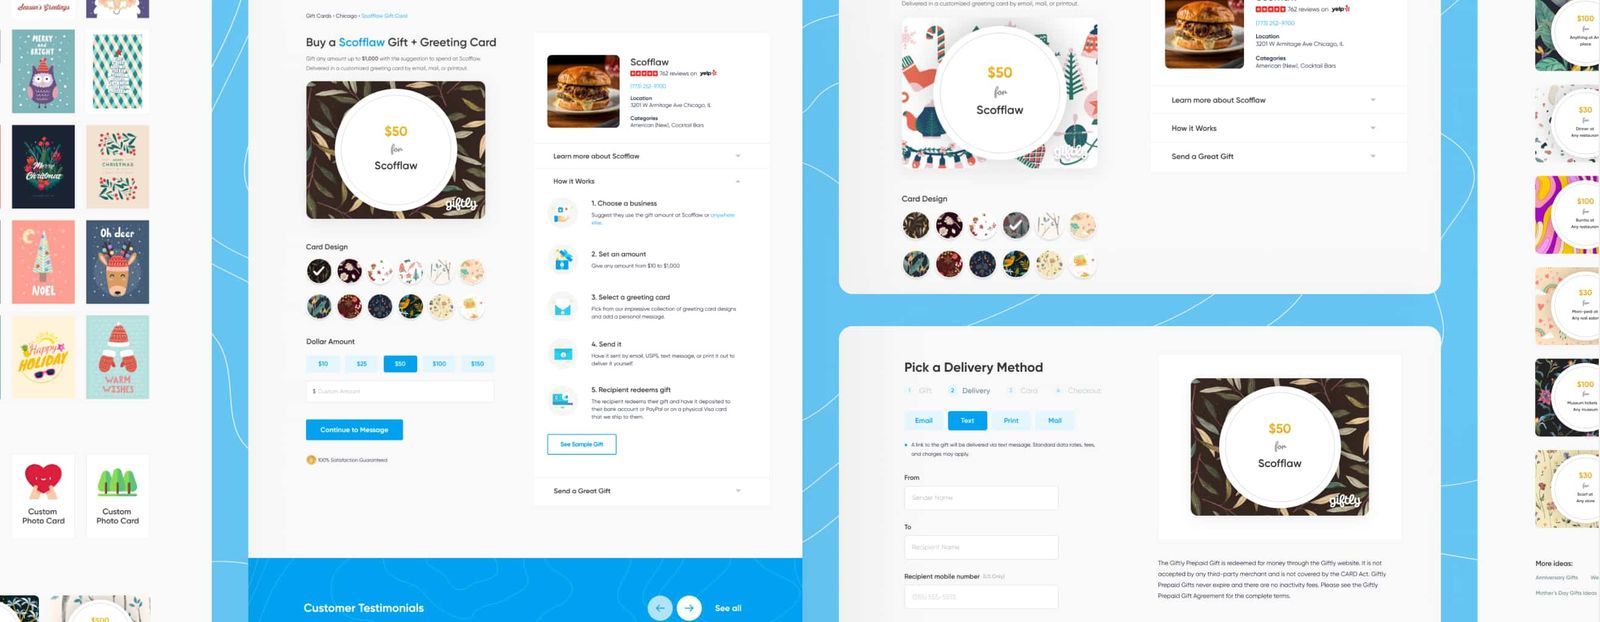 Season's Greetings
MERRY
and
BRIGHT
Merry
Christmas
MERRY
CHRISTMAS
NOEL
Oh deer
Happy
HOLIDAY
WARM
WISHES
Custom
Photo Card
Custom
Photo Card
$500
Gift Cards › Chicago › Scofflaw Gift Card
Buy a Scofflaw Gift + Greeting Card
Gift any amount up to $1,000 with the suggestion to spend at Scofflaw.
Delivered in a customized greeting card by email, mail, or printout.
$50
for
Scofflaw
giftly
Card Design
Dollar Amount
$10 $25 $50 $100 $150
$ Custom Amount
Continue to Message
100% Satisfaction Guaranteed
Scofflaw
762 reviews on yelp
(773) 252-9700
Location
3201 W Armitage Ave Chicago, IL
Categories
American (New), Cocktail Bars
Learn more about Scofflaw
How it Works
1. Choose a business
Suggest they use the gift amount at Scofflaw or anywhere
else.
2. Set an amount
Give any amount from $10 to $1,000
3. Select a greeting card
Pick from our impressive collection of greeting card designs
and add a personal message.
4. Send it
Have it sent by email, USPS, text message, or print it out to
deliver it yourself!
5. Recipient redeems gift
The recipient redeems their gift and have it deposited to
their bank account or PayPal or on a physical Visa card
that we ship to them.
See Sample Gift
Send a Great Gift
Customer Testimonials
See all
Delivered in a customized greeting card by email, mail, or printout.
$50
for
Scofflaw
giftly
Card Design
762 reviews on yelp
(773) 252-9700
Location
3201 W Armitage Ave Chicago, IL
Categories
American (New), Cocktail Bars
Learn more about Scofflaw
How it Works
Send a Great Gift
Pick a Delivery Method
1 Gift 2 Delivery 3 Card 4 Checkout
Email Text Print Mail
A link to the gift will be delivered via text message. Standard data rates, fees,
and charges may apply.
From
Sender Name
To
Recipient Name
Recipient mobile number (US Only)
(555) 555-5555
$50
for
Scofflaw
giftly
The Giftly Prepaid Gift is redeemed for money through the Giftly website. It is not
accepted by any third-party merchant and is not covered by the CARD Act. Giftly
Prepaid Gifts never expire and there are no inactivity fees. Please see the Giftly
Prepaid Gift Agreement for the complete terms.
$100
for
Anything at An
place
$30
for
Dinner at
Any restauran
$100
for
Any restauran
$30
for
Mani-pedi at
Any nail salon
$100
for
Museum tickets
Any museum
$30
for
Scarf at
Any store
More ideas:
Anniversary Gifts We
Mother's Day Gifts Ideas